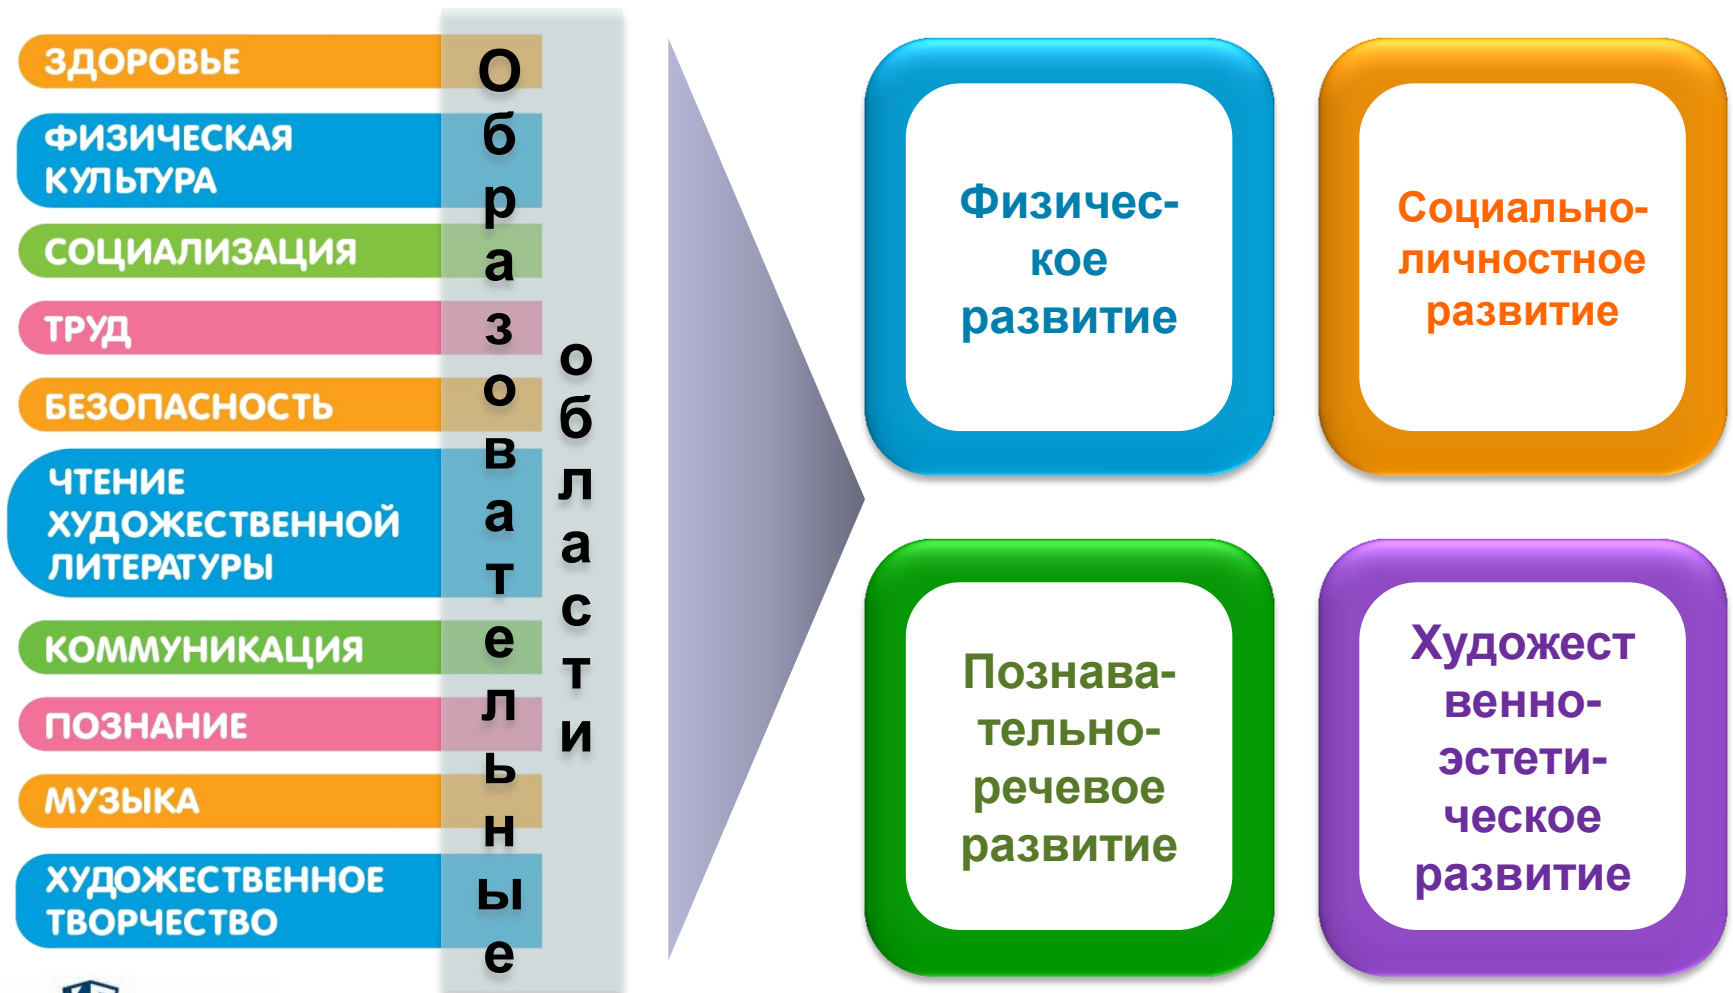 ЗДОРОВЬЕ
ФИЗИЧЕСКАЯ
КУЛЬТУРА
СОЦИАЛИЗАЦИЯ
ТРУД
БЕЗОПАСНОСТЬ
ЧТЕНИЕ
ХУДОЖЕСТВЕННОЙ
ЛИТЕРАТУРЫ
КОММУНИКАЦИЯ
ПОЗНАНИЕ
МУЗЫКА
ХУДОЖЕСТВЕННОЕ
ТВОРЧЕСТВО
Образовательные
области
Физичес-
кое
развитие
Социально-
личностное
развитие
Познава-
тельно-
речевое
развитие
Художест
венно-
эстети-
ческое
развитие